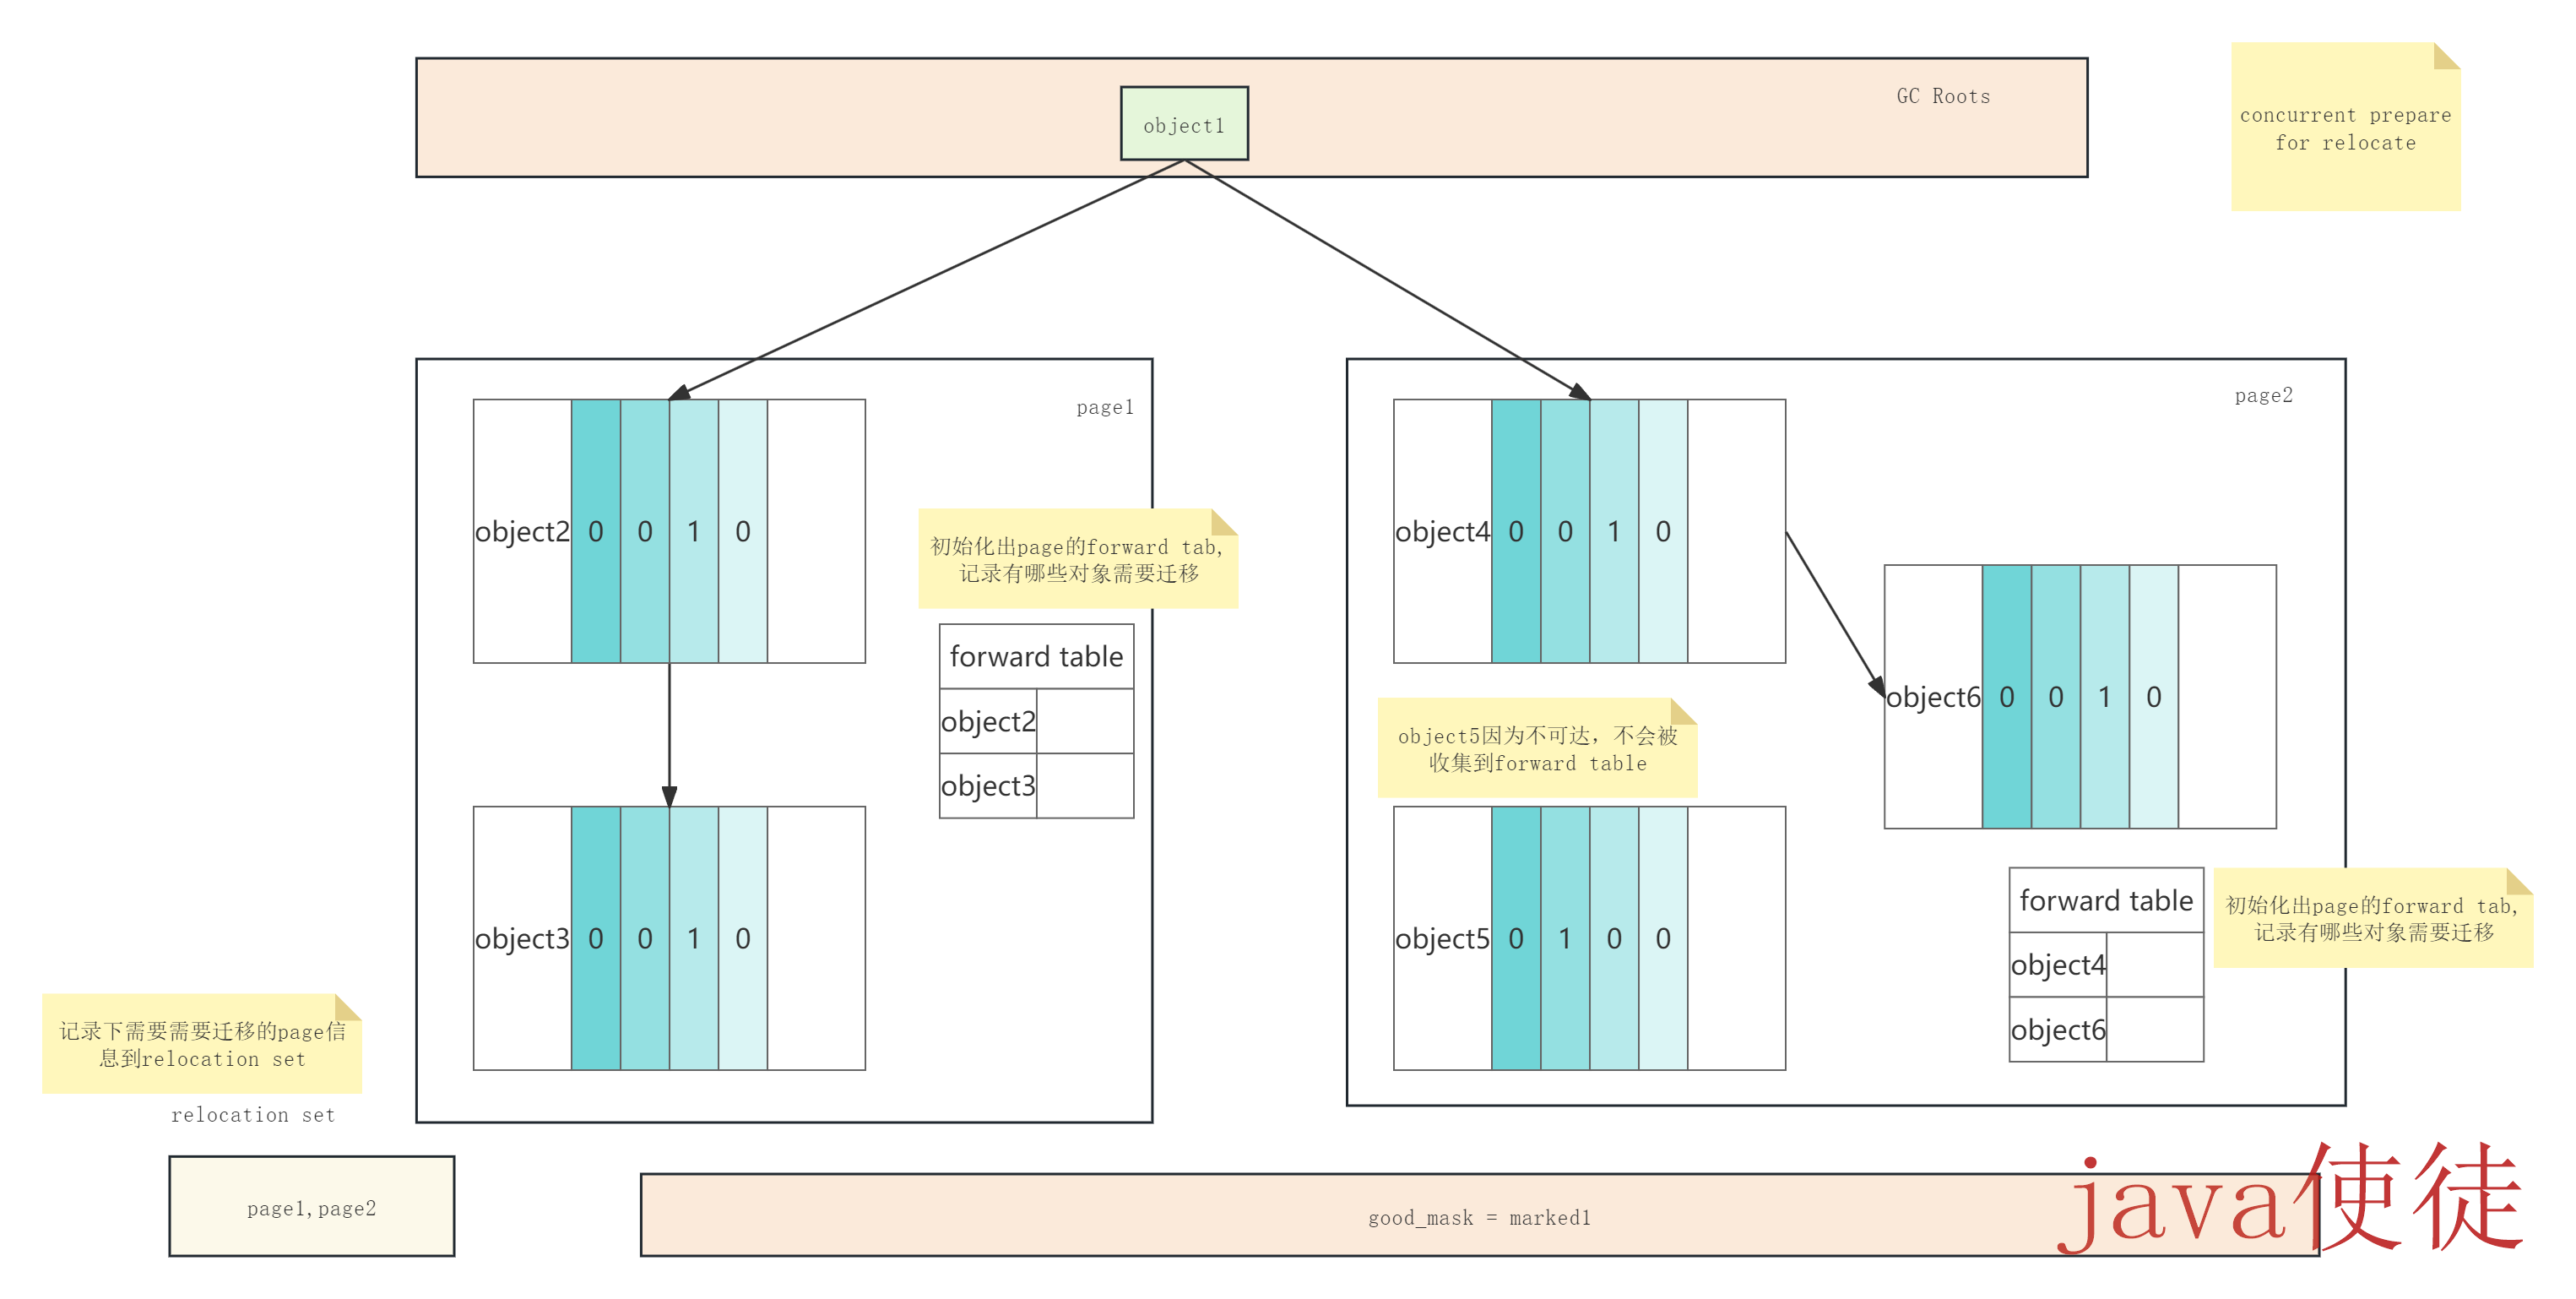 GC Roots
object1
concurrent prepare
for relocate
page1
object2 0 0 1 0
初始化出page的forward tab,
记录有哪些对象需要迁移
forward table
object2
object3
object3 0 0 1 0
page2
object4 0 0 1 0
object6 0 0 1 0
object5因为不可达，不会被
收集到forward table
object5 0 1 0 0
forward table
object4
object6
初始化出page的forward tab,
记录有哪些对象需要迁移
记录下需要需要迁移的page信
息到relocation set
relocation set
page1,page2
good_mask = marked1
java使徒